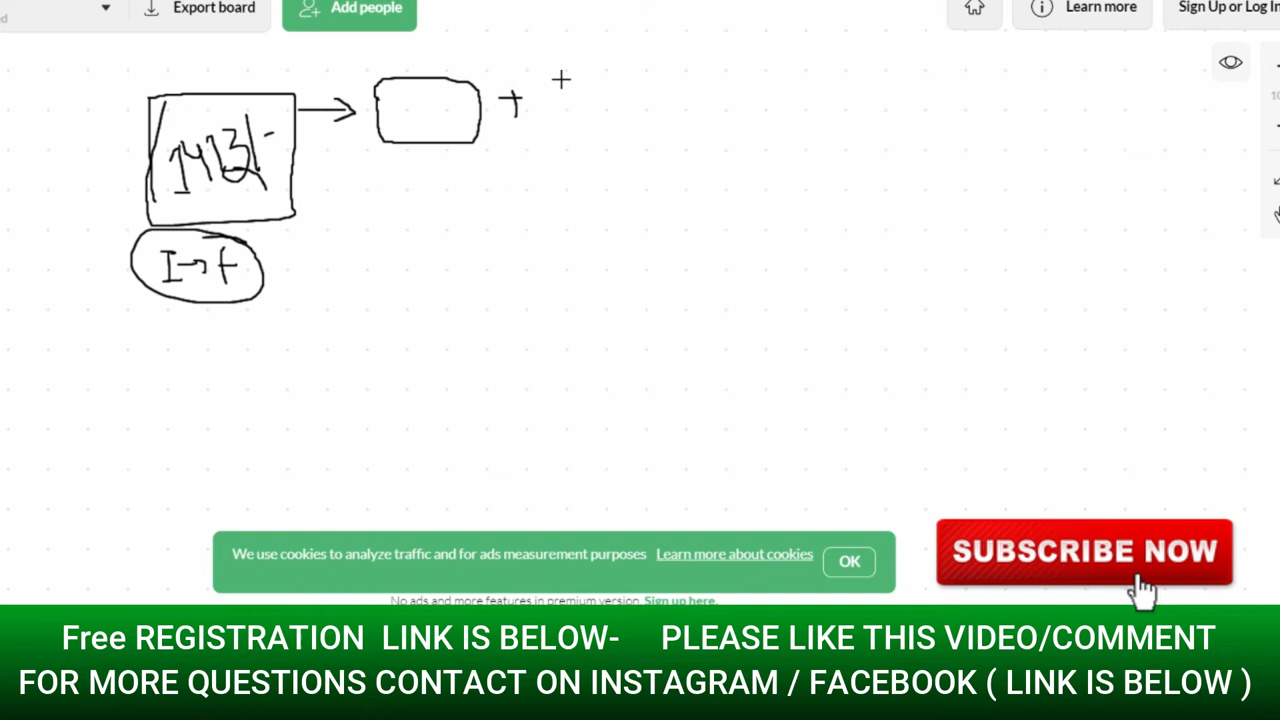 Export board
Add people
Learn more
Sign Up or Log In
+
1413/-
I→f
We use cookies to analyze traffic and for ads measurement purposes Learn more about cookies OK
SUBSCRIBE NOW
No ads and more features in premium version. Sign up here.
Free REGISTRATION LINK IS BELOW- PLEASE LIKE THIS VIDEO/COMMENT
FOR MORE QUESTIONS CONTACT ON INSTAGRAM / FACEBOOK ( LINK IS BELOW )